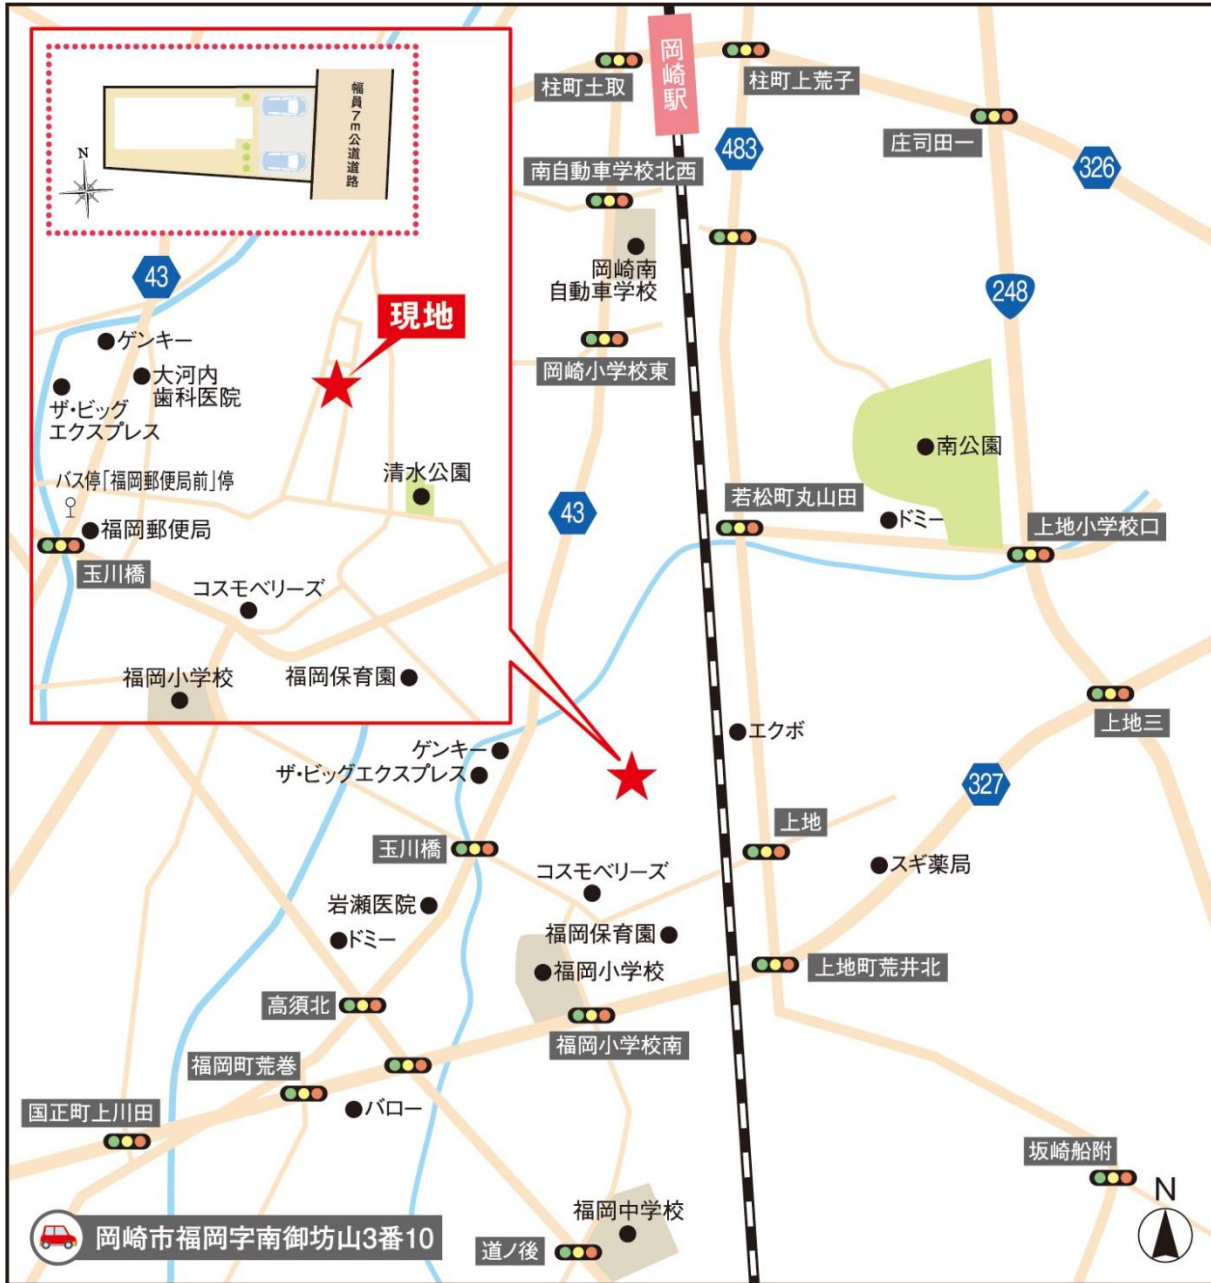 岡崎駅
柱町土取
柱町上荒子
庄司田一
483
326
南自動車学校北西
岡崎南
自動車学校
248
岡崎小学校東
南公園
43
若松町丸山田
ドミー
上地小学校口
幅員7m公道道路
N
43
現地
ゲンキー
大河内
歯科医院
ザ・ビッグ
エクスプレス
清水公園
バス停「福岡郵便局前」停
福岡郵便局
玉川橋
コスモベリーズ
福岡小学校
福岡保育園
エクボ
上地三
ゲンキー
ザ・ビッグエクスプレス
327
玉川橋
上地
コスモベリーズ
スギ薬局
岩瀬医院
ドミー
福岡保育園
福岡小学校
上地町荒井北
高須北
福岡小学校南
福岡町荒巻
バロー
国正町上川田
坂崎船附
N
福岡中学校
道ノ後
岡崎市福岡字南御坊山3番10